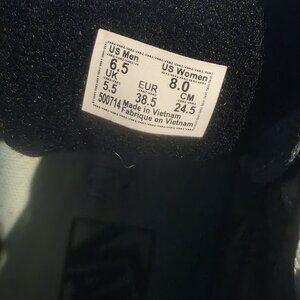 US Men US Women
6.5 8.0
UK EUR CM
5.5 38.5 24.5
500714 Made in Vietnam
Fabrique en Vietnam